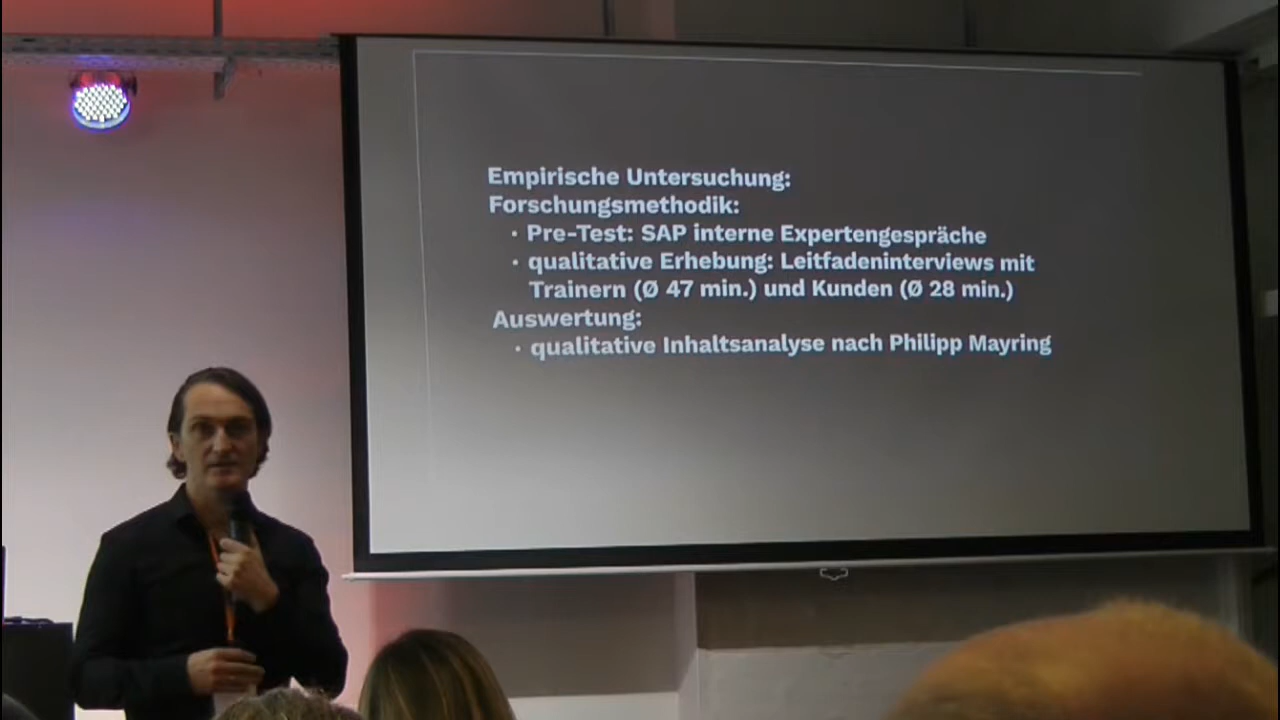 Empirische Untersuchung:
Forschungsmethodik:
• Pre-Test: SAP interne Expertengespräche
• qualitative Erhebung: Leitfadeninterviews mit
Trainern (Ø 47 min.) und Kunden (Ø 28 min.)
Auswertung:
• qualitative Inhaltsanalyse nach Philipp Mayring